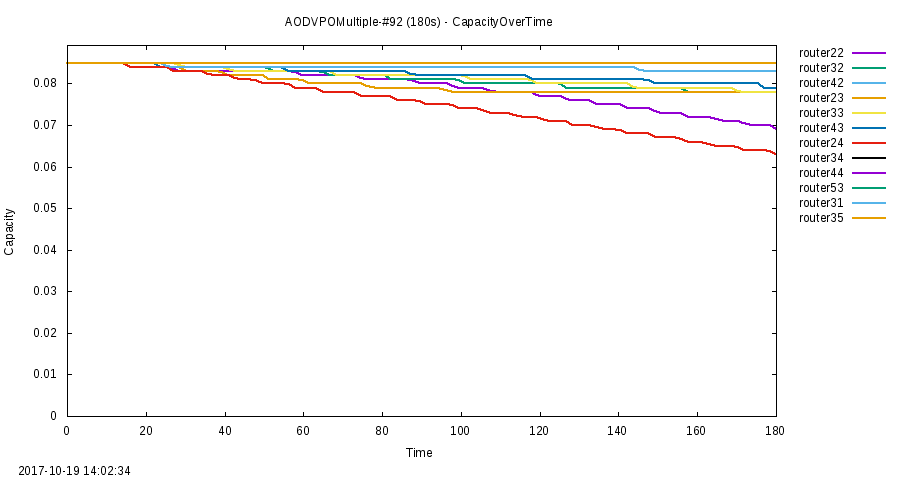 AODVPOMultiple-#92 (180s) - CapacityOverTime
router22
router32
router42
router23
router33
router43
router24
router34
router44
router53
router31
router35
Capacity
0.08
0.07
0.06
0.05
0.04
0.03
0.02
0.01
0
0 20 40 60 80 100 120 140 160 180
Time
2017-10-19 14:02:34